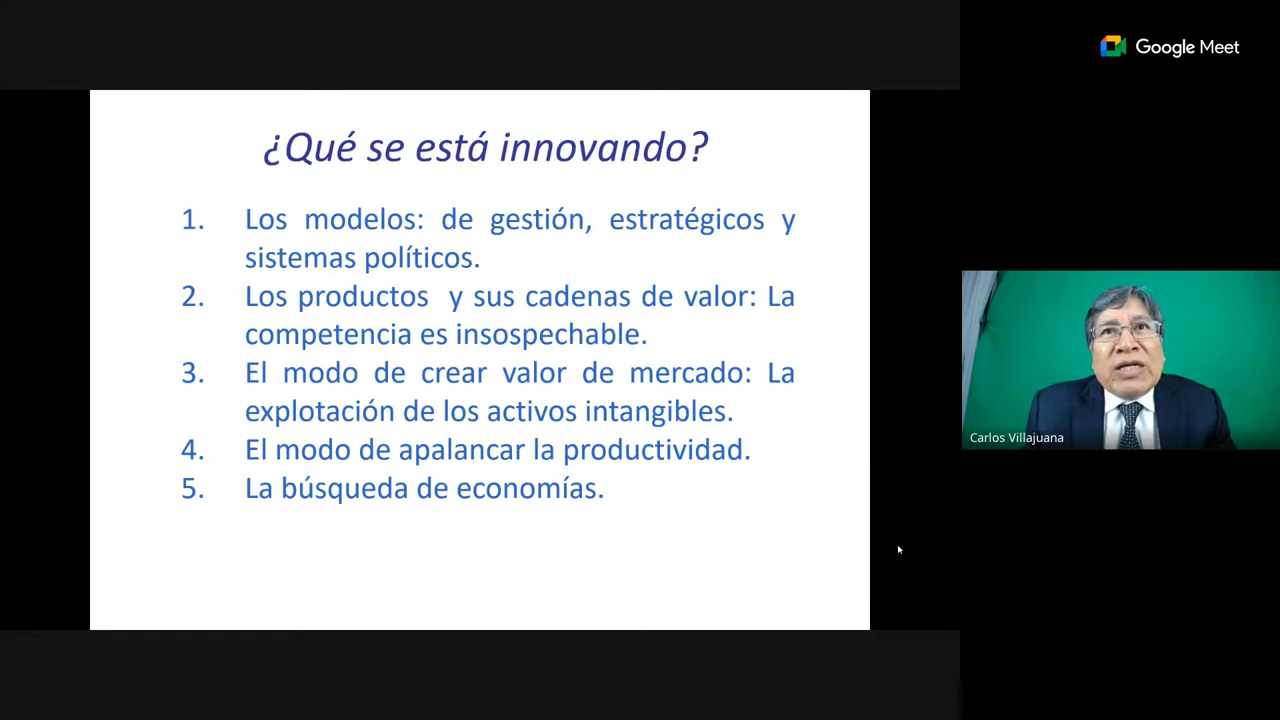 Google Meet
¿Qué se está innovando?
1. Los modelos: de gestión, estratégicos y
sistemas políticos.
2. Los productos y sus cadenas de valor: La
competencia es insospechable.
3. El modo de crear valor de mercado: La
explotación de los activos intangibles.
4. El modo de apalancar la productividad.
5. La búsqueda de economías.
Carlos Villajuana